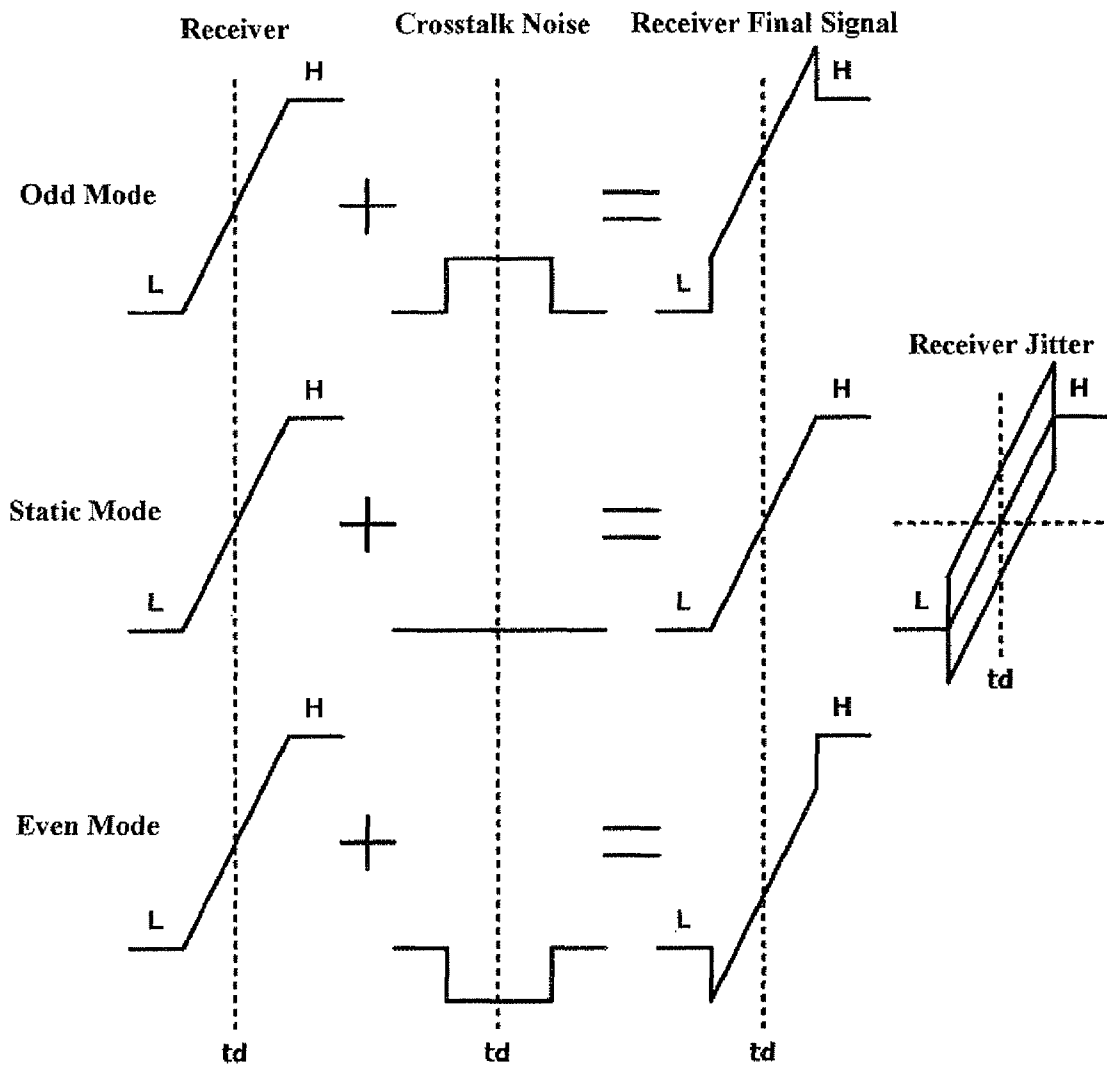 Receiver Crosstalk Noise Receiver Final Signal
H H
Odd Mode + =
L L
Receiver Jitter
H H H
Static Mode + =
L L L
td
H H
Even Mode + =
L L
td td td